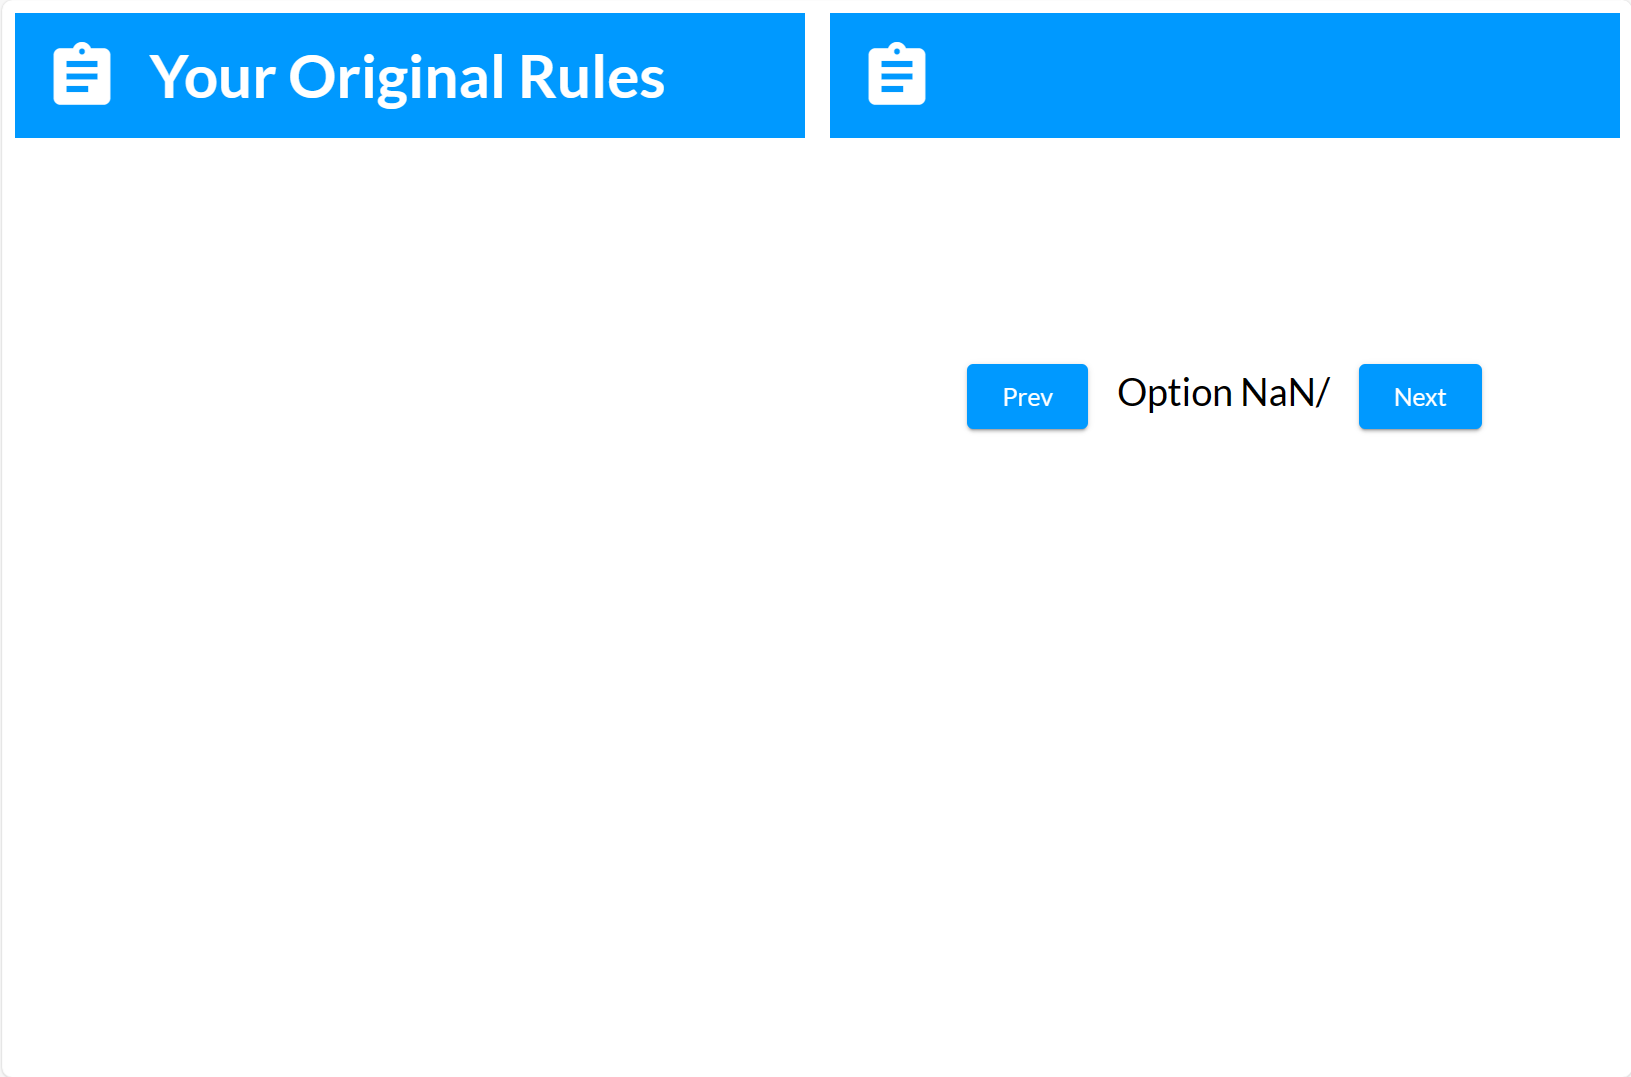 Your Original Rules
Prev
Option NaN/
Next